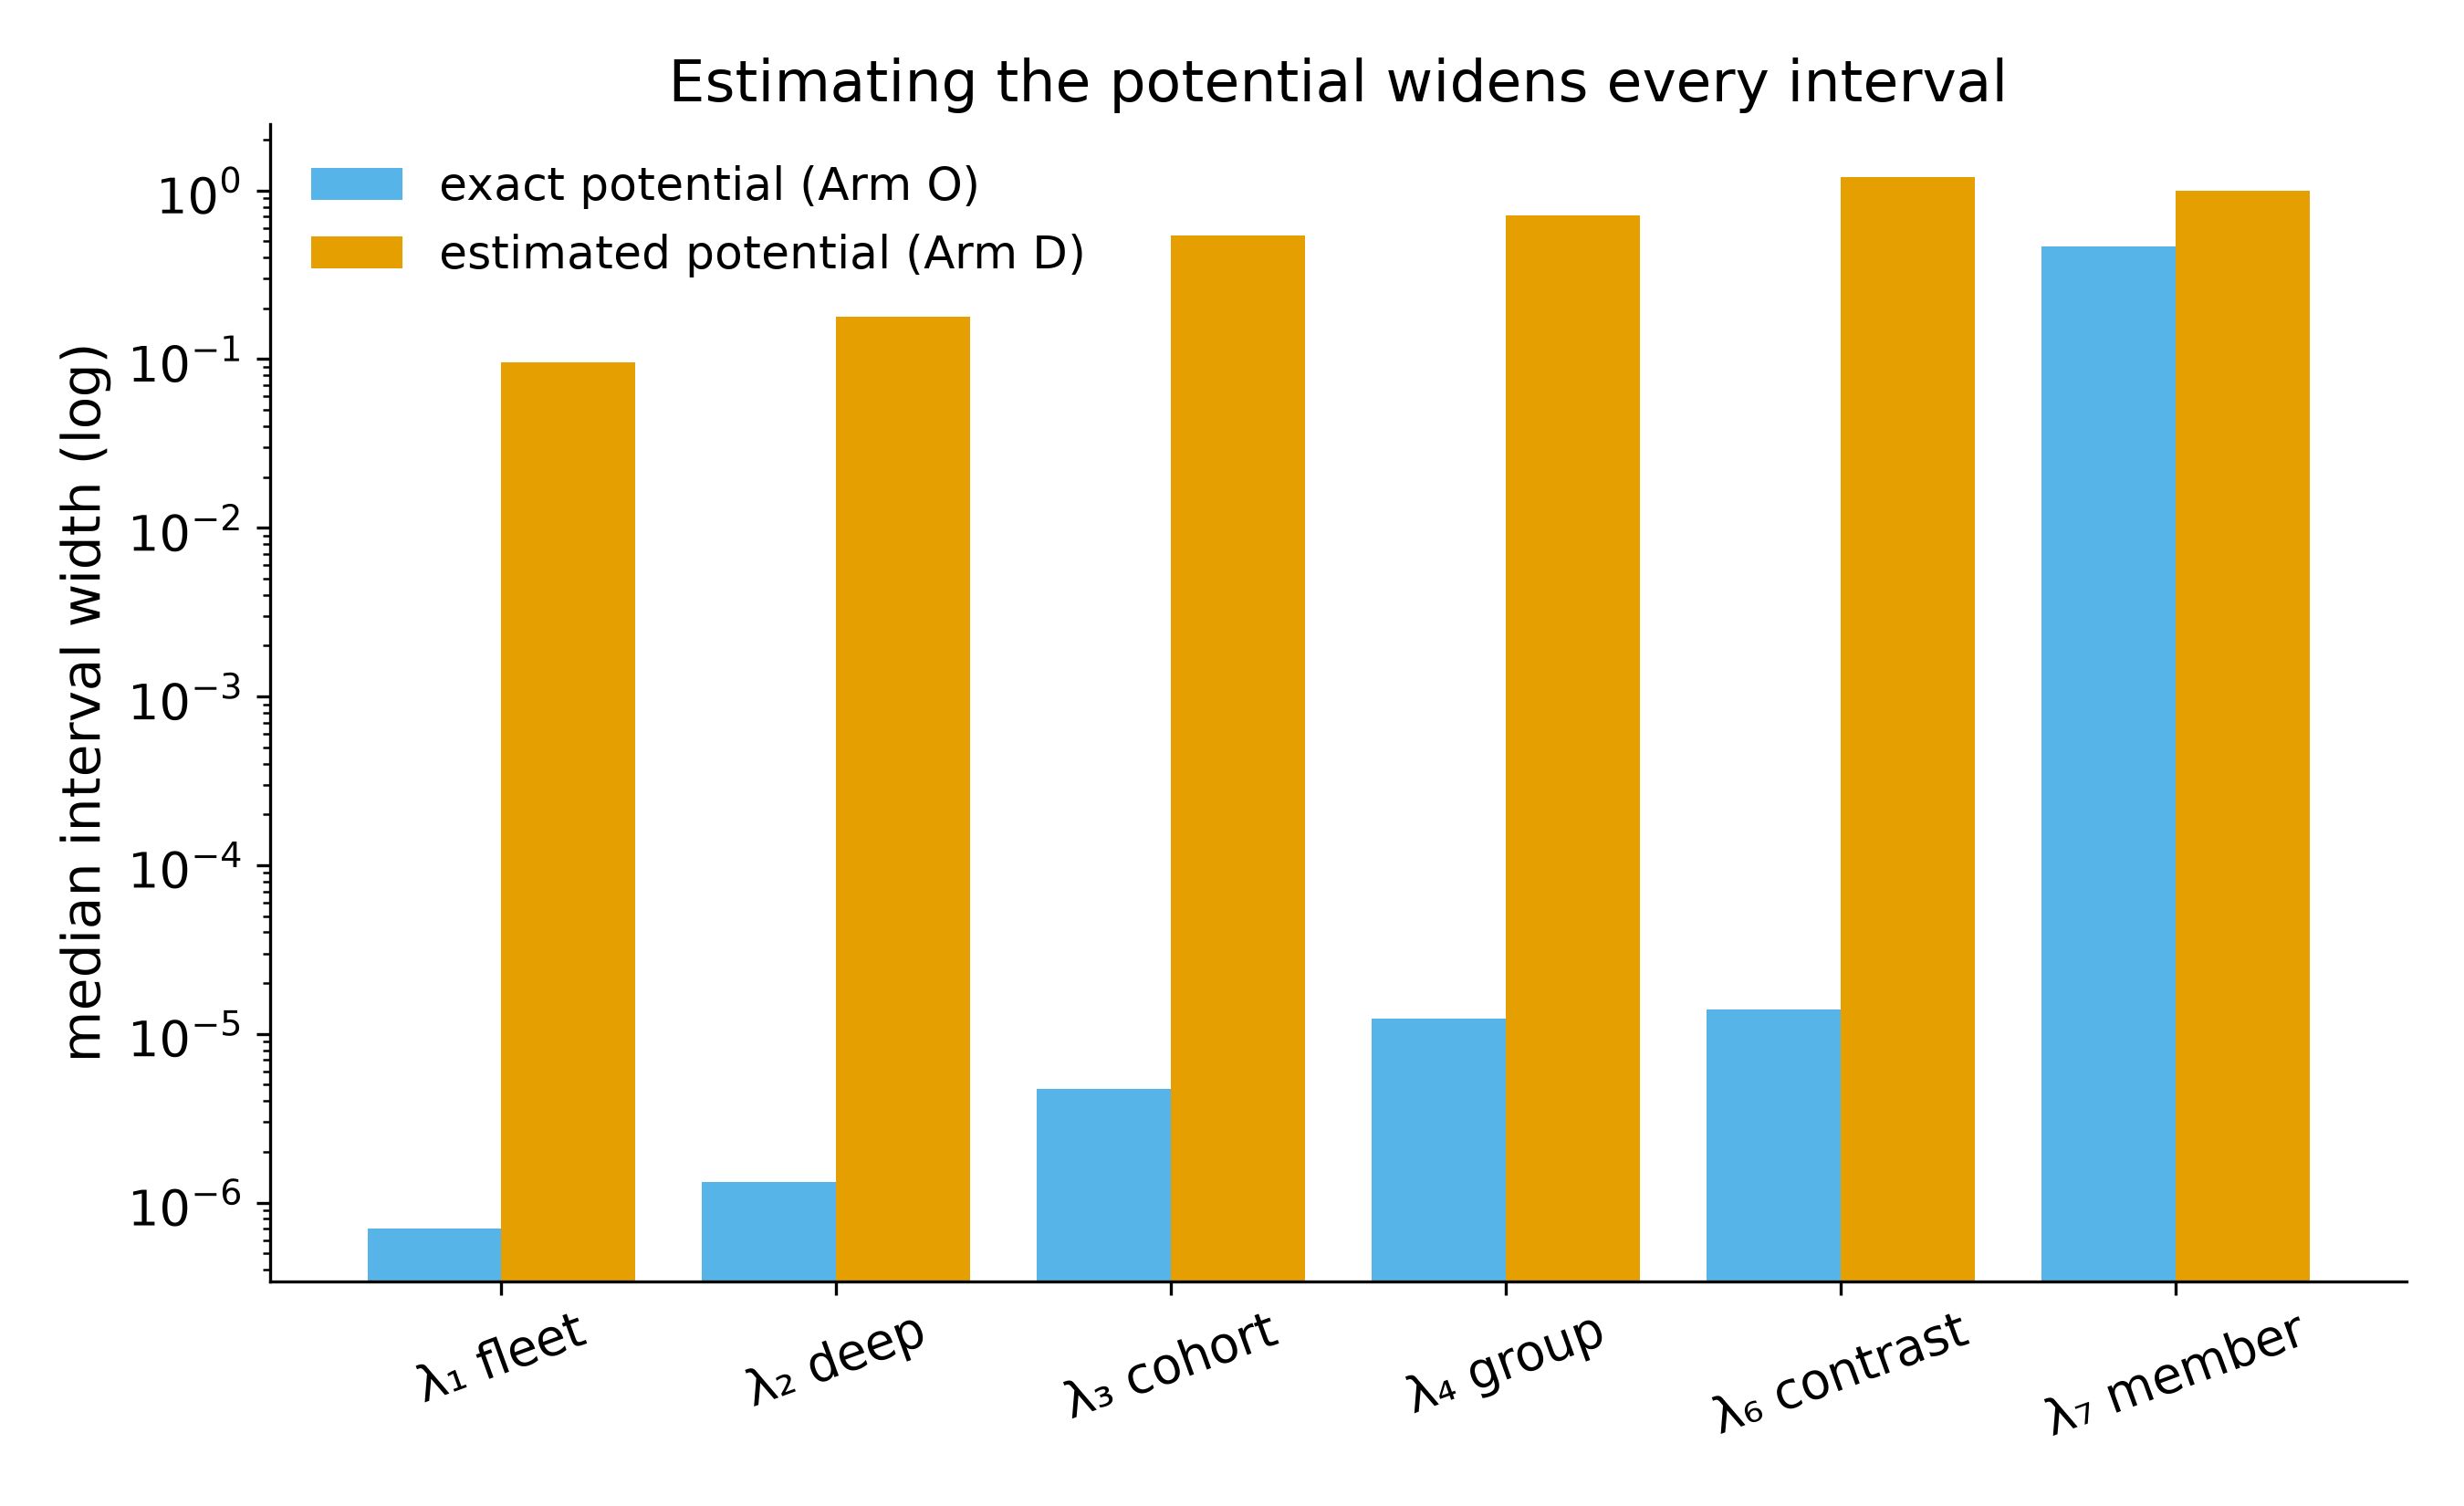 Estimating the potential widens every interval
exact potential (Arm O)
estimated potential (Arm D)
median interval width (log)
10⁰
10⁻¹
10⁻²
10⁻³
10⁻⁴
10⁻⁵
10⁻⁶
λ₁ fleet
λ₂ deep
λ₃ cohort
λ₄ group
λ₆ contrast
λ₇ member